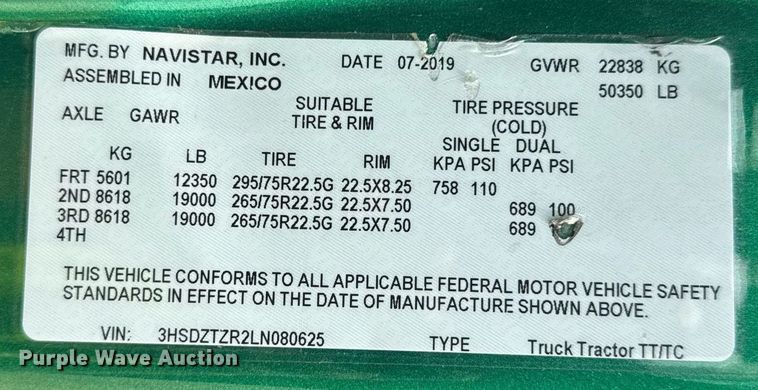 MFG. BY NAVISTAR, INC. DATE 07-2019 GVWR 22838 KG
ASSEMBLED IN MEXICO 50350 LB
AXLE GAWR SUITABLE TIRE & RIM TIRE PRESSURE (COLD)
SINGLE DUAL
KG LB TIRE RIM KPA PSI KPA PSI
FRT 5601 12350 295/75R22.5G 22.5X8.25 758 110
2ND 8618 19000 265/75R22.5G 22.5X7.50 689 100
3RD 8618 19000 265/75R22.5G 22.5X7.50 689
4TH
THIS VEHICLE CONFORMS TO ALL APPLICABLE FEDERAL MOTOR VEHICLE SAFETY
STANDARDS IN EFFECT ON THE DATE OF MANUFACTURE SHOWN ABOVE.
VIN: 3HSDZTZR2LN080625 TYPE Truck Tractor TT/TC
Purple Wave Auction